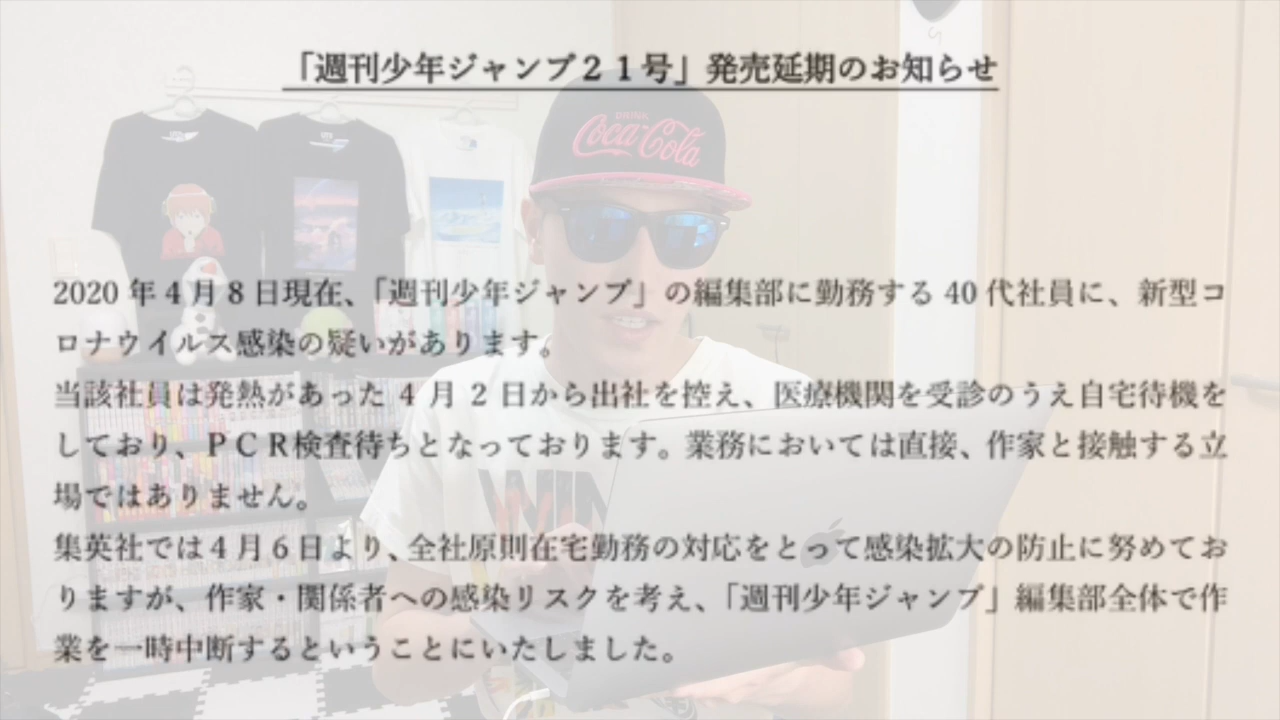 「週刊少年ジャンプ２１号」発売延期のお知らせ
DRINK
Coca-Cola
2020 年 4 月 8 日現在、「週刊少年ジャンプ」の編集部に勤務する 40 代社員に、新型コ
ロナウイルス感染の疑いがあります。
当該社員は発熱があった 4 月 2 日から出社を控え、医療機関を受診のうえ自宅待機を
しており、ＰＣＲ検査待ちとなっております。業務においては直接、作家と接触する立
場ではありません。
WIN
集英社では４月６日より、全社原則在宅勤務の対応をとって感染拡大の防止に努めてお
りますが、作家・関係者への感染リスクを考え、「週刊少年ジャンプ」編集部全体で作
業を一時中断するということにいたしました。